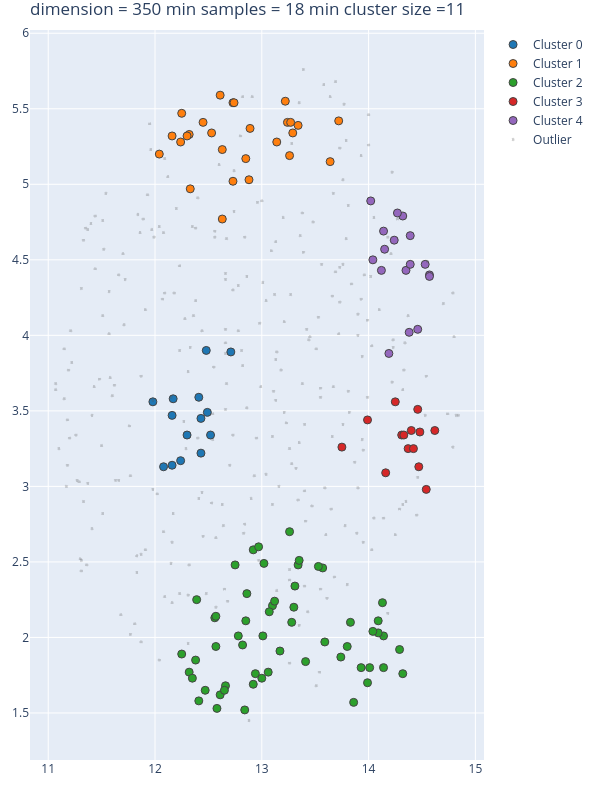 dimension = 350 min samples = 18 min cluster size =11
6
5.5
5
4.5
4
3.5
3
2.5
2
1.5
11
12
13
14
15
Cluster 0
Cluster 1
Cluster 2
Cluster 3
Cluster 4
Outlier